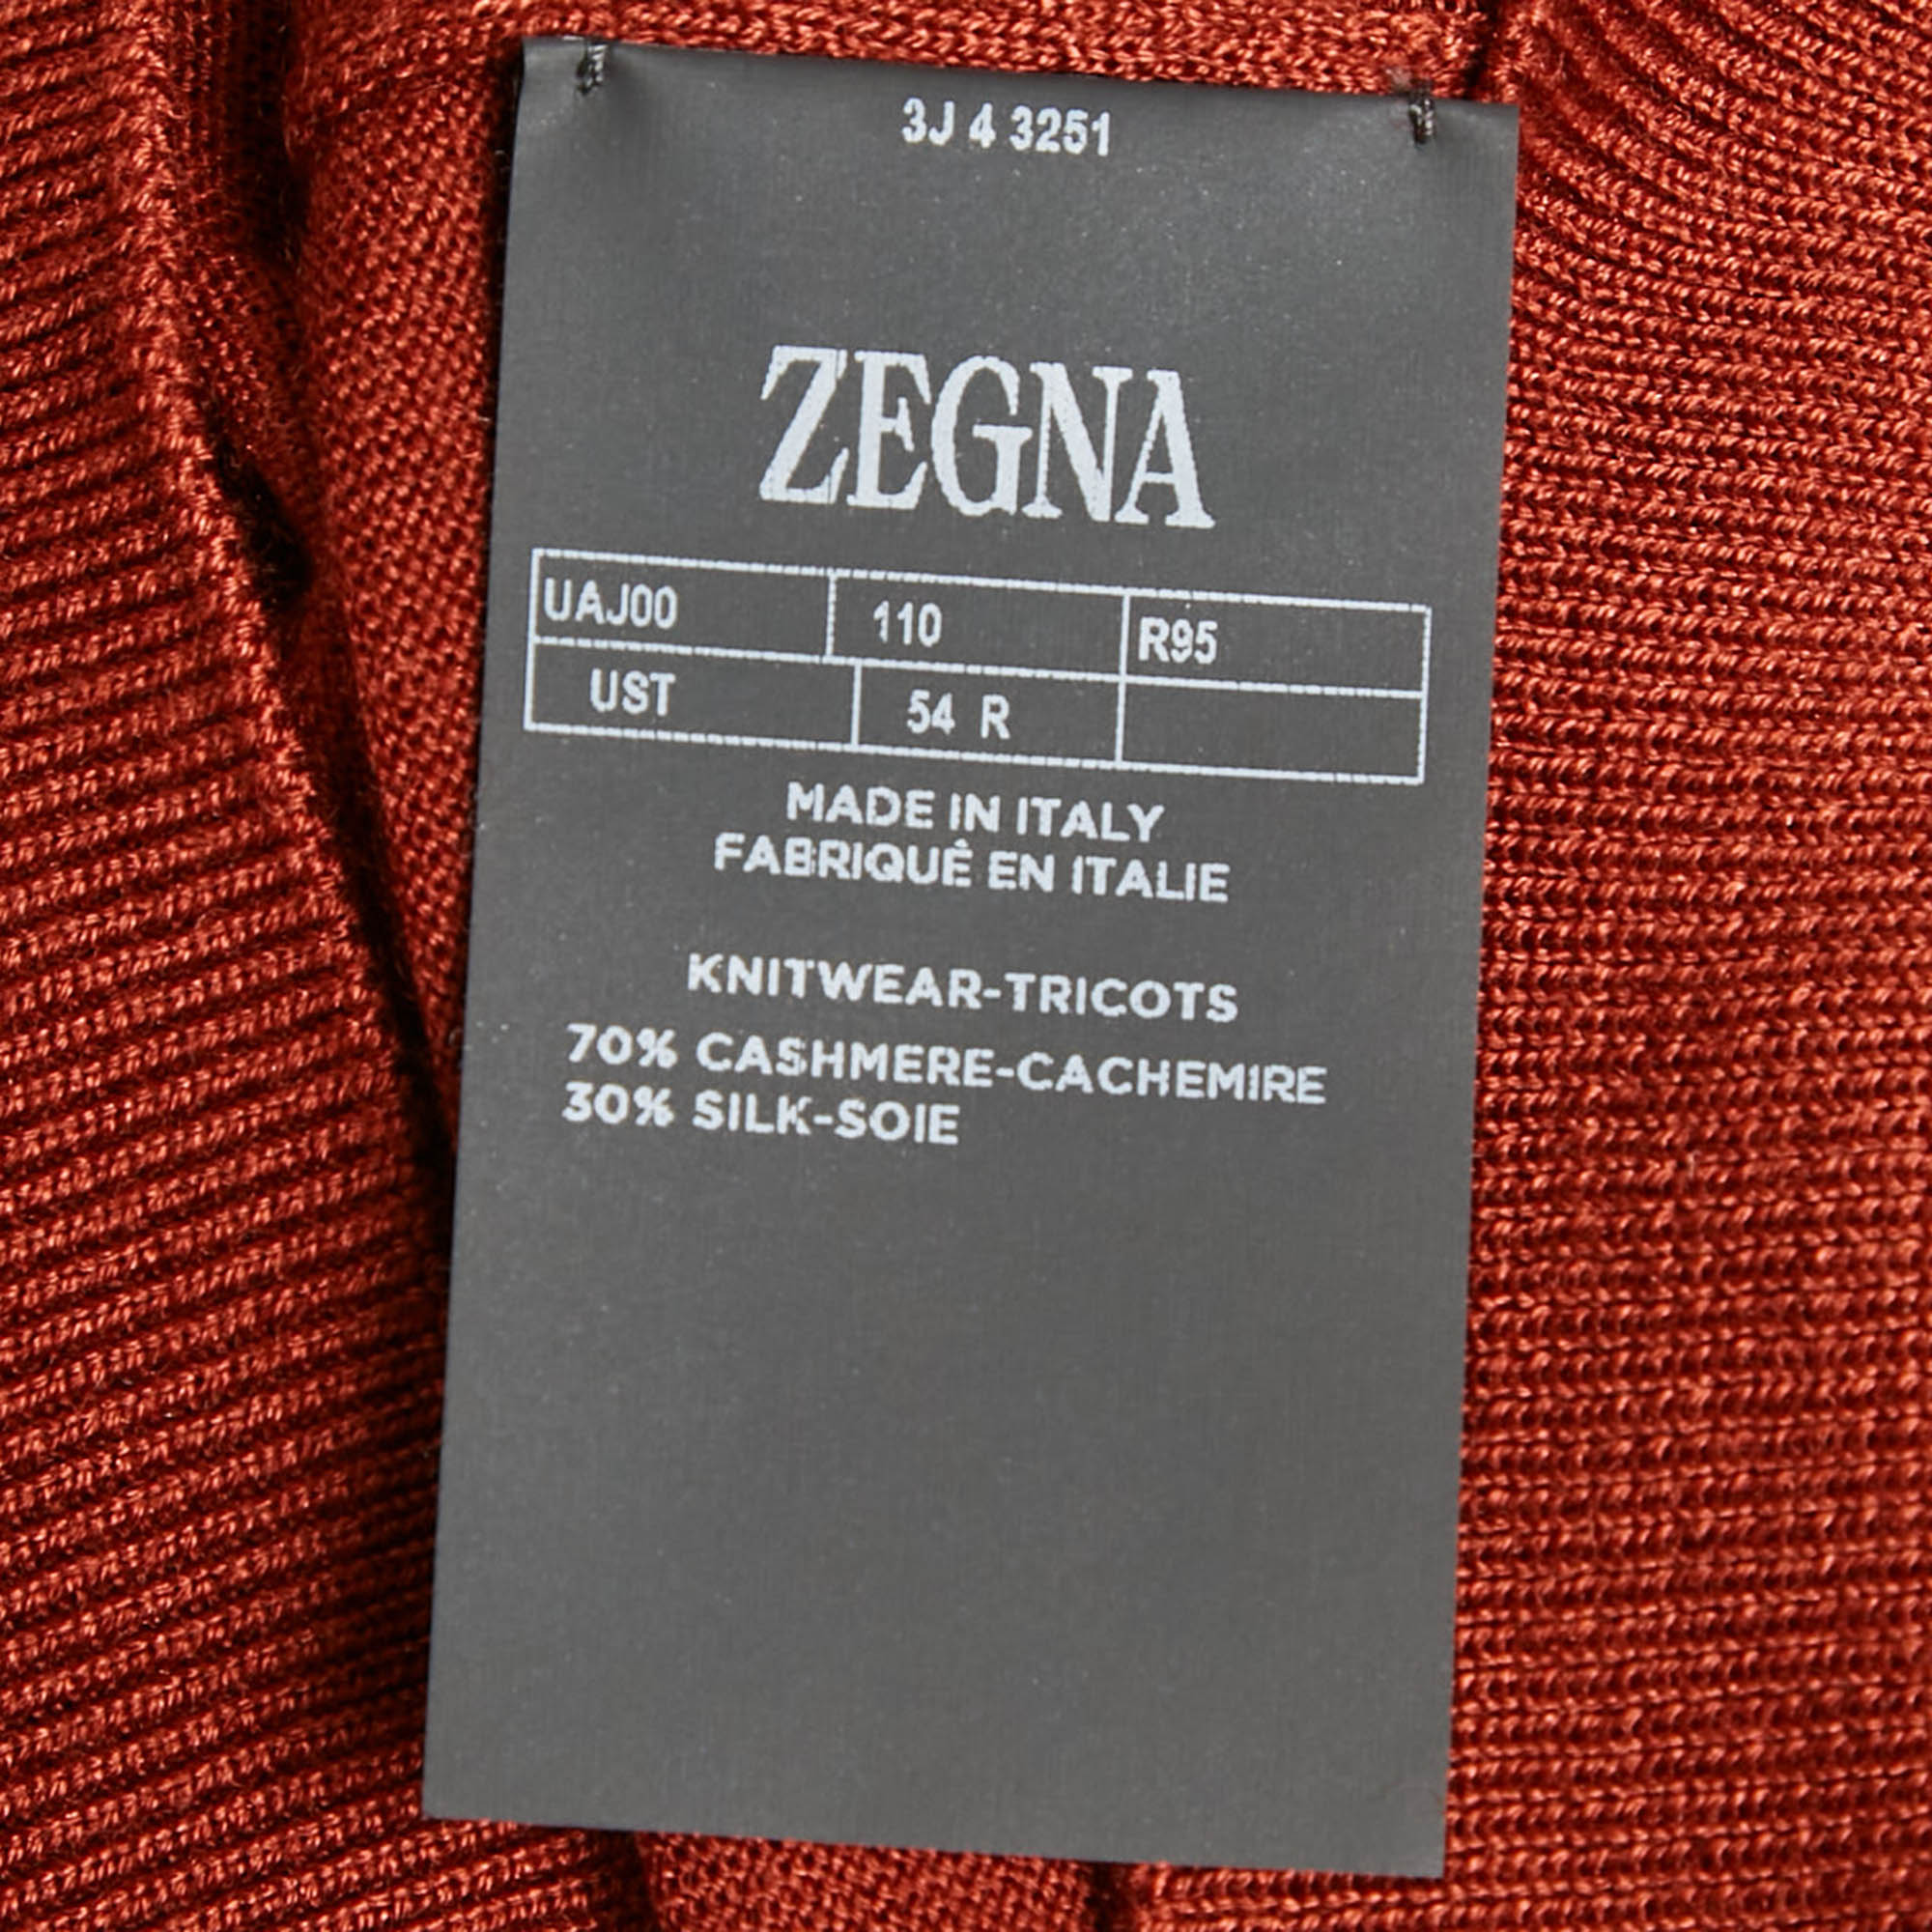 3J 4 3251
ZEGNA
UAJ00 110 R95
UST 54 R
MADE IN ITALY
FABRIQUÉ EN ITALIE
KNITWEAR-TRICOTS
70% CASHMERE-CACHEMIRE
30% SILK-SOIE